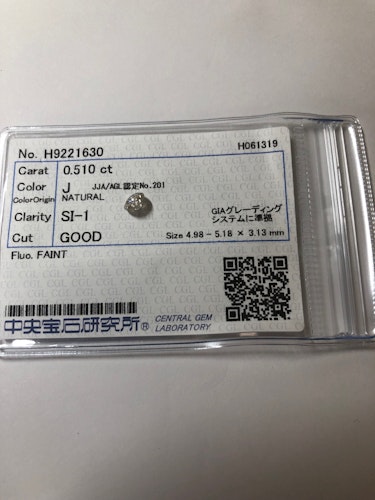 No. H9221630 H061319
Carat 0.510 ct
Color J JJA/AGL認定No.201
ColorOrigin NATURAL
Clarity SI-1 GIAグレーディング
システムに準拠
Cut GOOD Size 4.98 - 5.18 × 3.13 mm
Fluo. FAINT
中央宝石研究所® CENTRAL GEM
LABORATORY